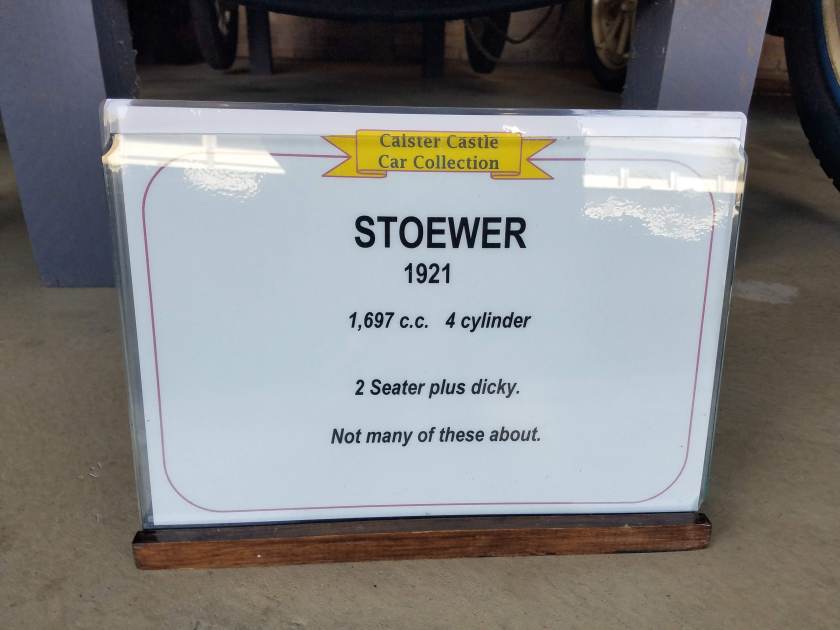 Caister Castle
Car Collection
STOEWER
1921
1,697 c.c. 4 cylinder
2 Seater plus dicky.
Not many of these about.